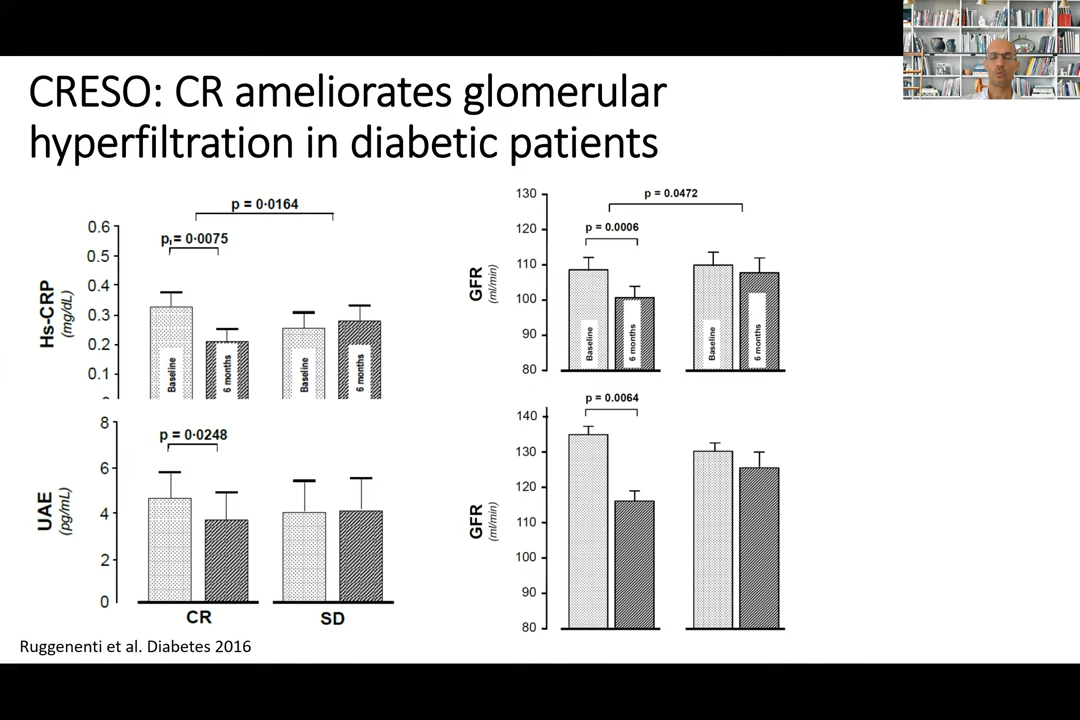 CRESO: CR ameliorates glomerular
hyperfiltration in diabetic patients
p = 0·0164
p = 0·0075
0.6
0.5
0.4
0.3
0.2
0.1
Hs-CRP
(mg/dL)
Baseline
6 months
Baseline
6 months
p = 0·0248
8
6
4
2
0
UAE
(pg/mL)
CR
SD
p = 0.0472
p = 0.0006
130
120
110
100
90
80
GFR
(ml/min)
Baseline
6 months
Baseline
6 months
p = 0.0064
140
130
120
110
100
90
80
GFR
(ml/min)
Ruggenenti et al. Diabetes 2016